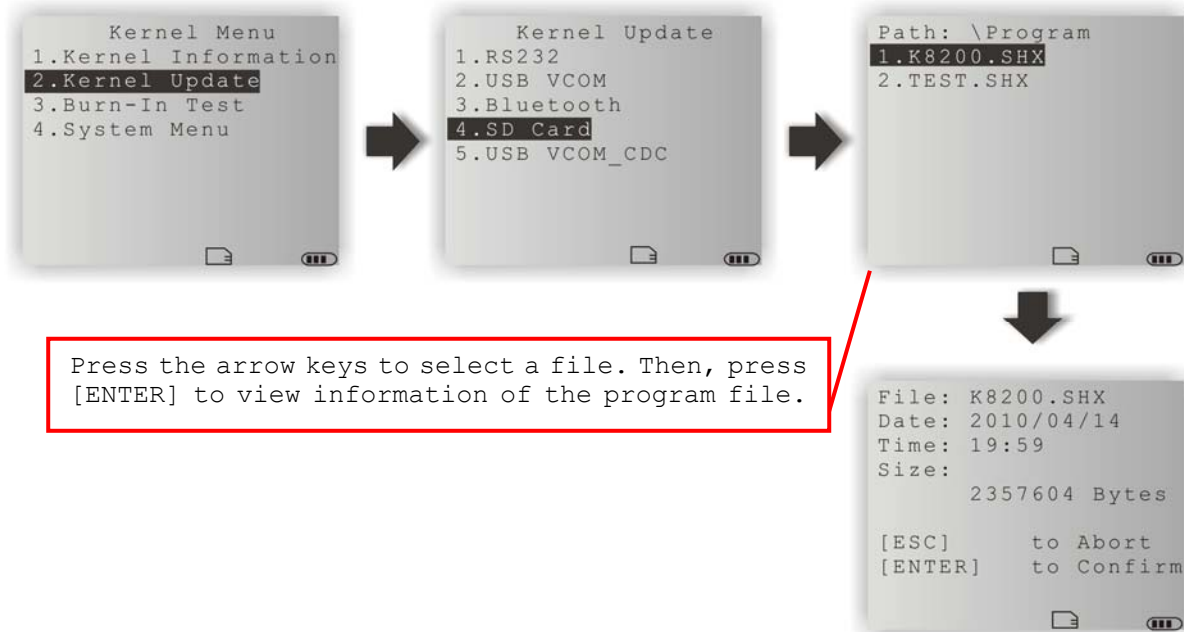 Kernel Menu
1.Kernel Information
2.Kernel Update
3.Burn-In Test
4.System Menu
Kernel Update
1.RS232
2.USB VCOM
3.Bluetooth
4.SD Card
5.USB VCOM_CDC
Path: \Program
1.K8200.SHX
2.TEST.SHX
Press the arrow keys to select a file. Then, press
[ENTER] to view information of the program file.
File: K8200.SHX
Date: 2010/04/14
Time: 19:59
Size:
2357604 Bytes
[ESC] to Abort
[ENTER] to Confirm